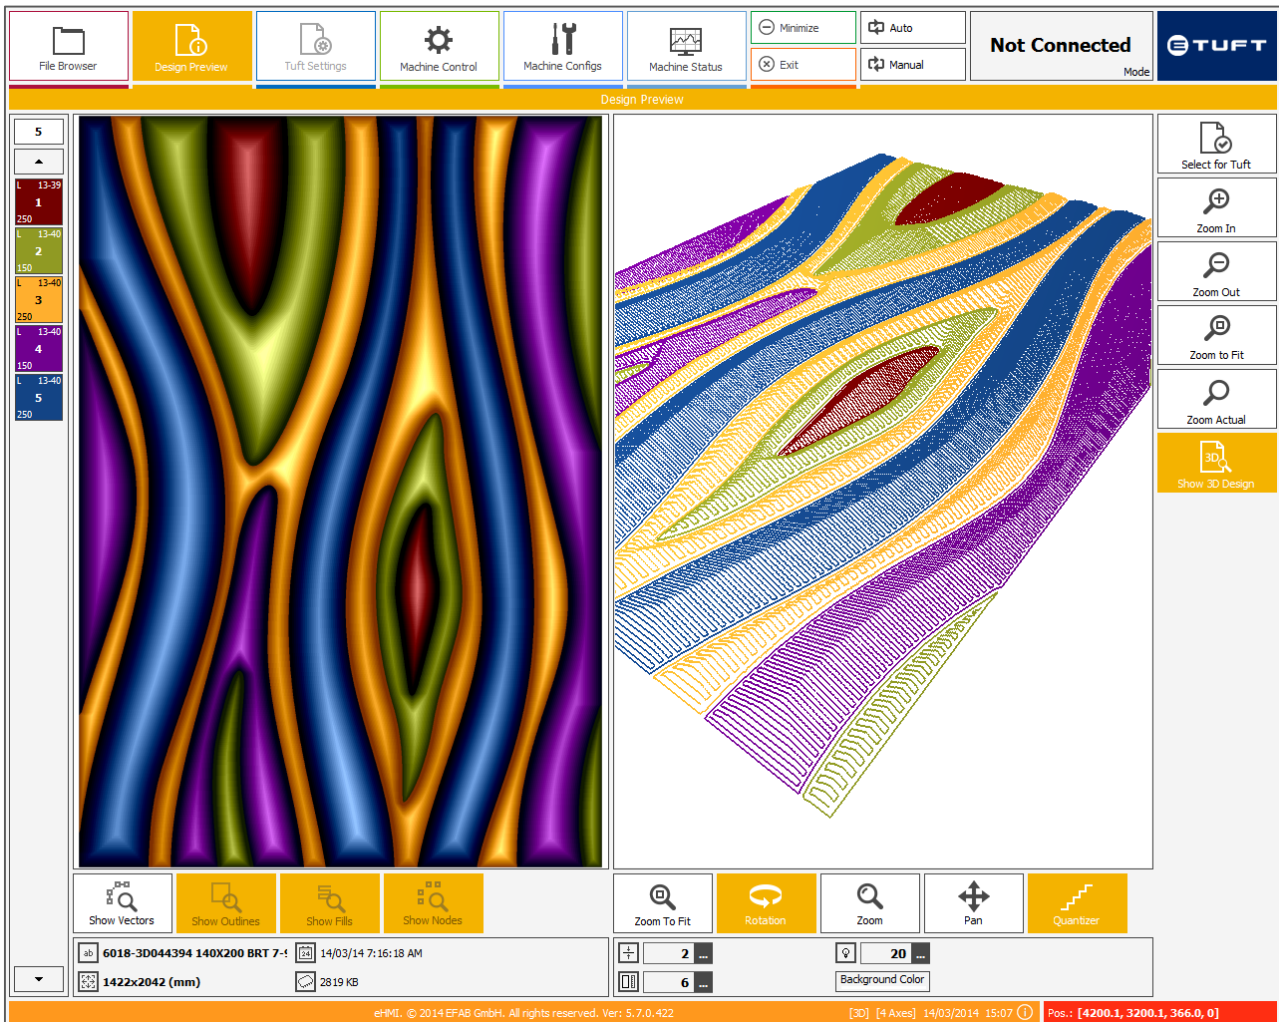 File Browser
Design Preview
Tuft Settings
Machine Control
Machine Configs
Machine Status
Minimize
Exit
Auto
Manual
Not Connected
Mode
ETUFT
Design Preview
5
L 13-39
1
250
L 13-40
2
150
L 13-40
3
250
L 13-40
4
150
L 13-40
5
250
Select for Tuft
Zoom In
Zoom Out
Zoom to Fit
Zoom Actual
3D
Show 3D Design
Show Vectors
Show Outlines
Show Fills
Show Nodes
Zoom To Fit
Rotation
Zoom
Pan
Quantizer
ab 6018-3D044394 140X200 BRT 7-
24 14/03/14 7:16:18 AM
1422x2042 (mm)
2819 KB
2 ...
20 ...
6 ...
Background Color
eHMI. © 2014 EFAB GmbH. All rights reserved. Ver: 5.7.0.422
[3D] [4 Axes] 14/03/2014 15:07
Pos.: [4200.1, 3200.1, 366.0, 0]